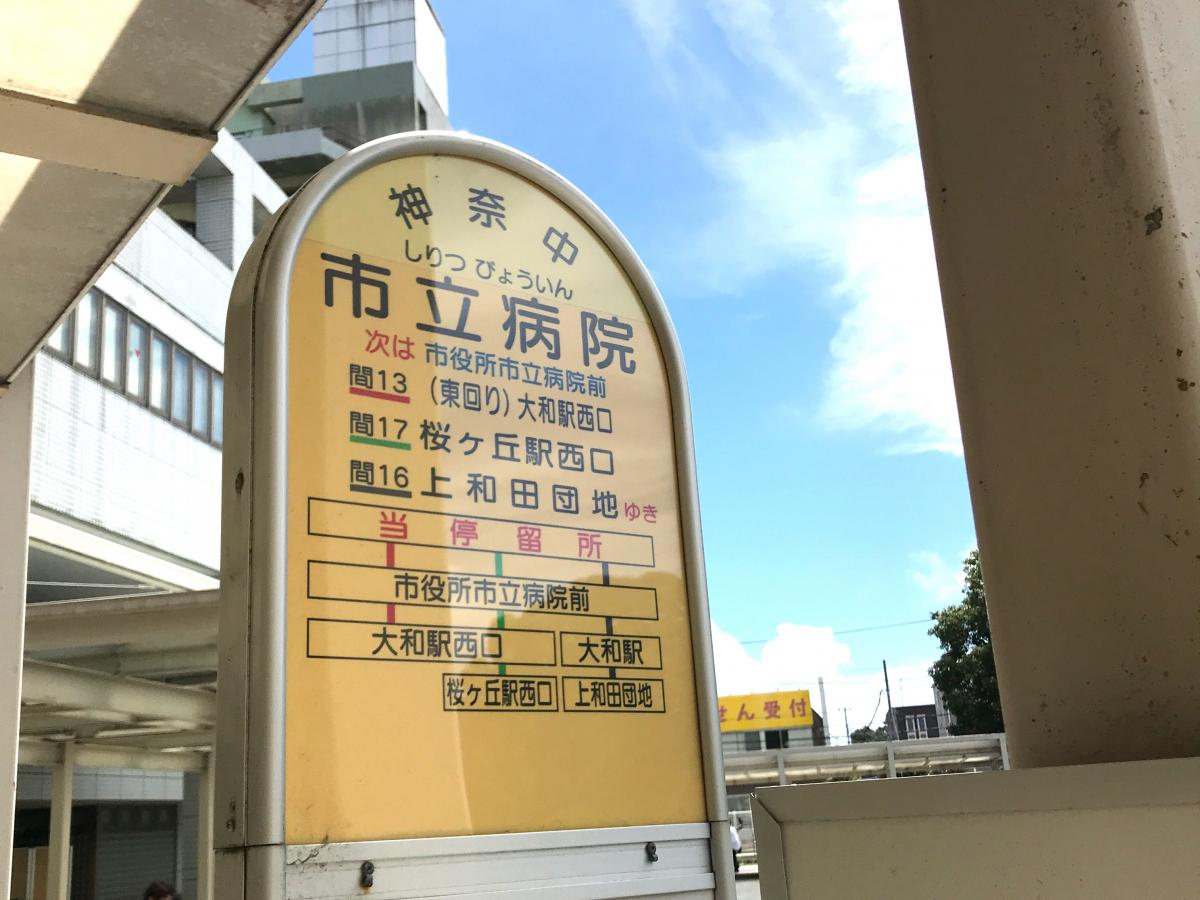 神奈中
しりつ びょういん
市立病院
次は 市役所市立病院前
間13 (東回り)大和駅西口
間17 桜ヶ丘駅西口
間16 上和田団地ゆき
当停留所
市役所市立病院前
大和駅西口 大和駅
桜ヶ丘駅西口 上和田団地
せん受付